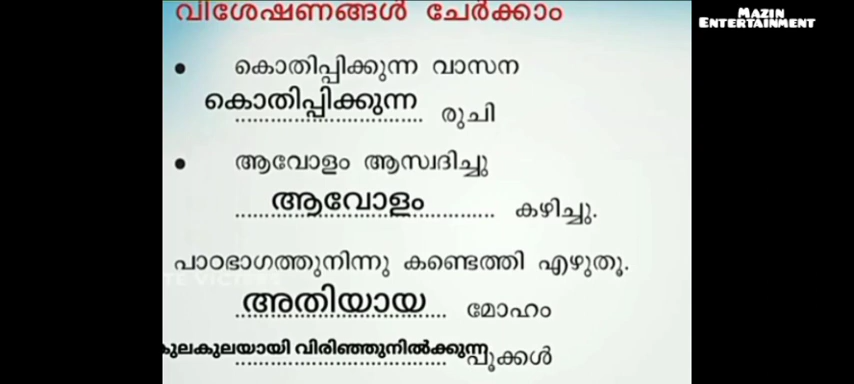 വിശേഷണങ്ങൾ ചേർക്കാം
MAZIN ENTERTAINMENT
• കൊതിപ്പിക്കുന്ന വാസന
കൊതിപ്പിക്കുന്ന രുചി
• ആവോളം ആസ്വദിച്ചു
ആവോളം കഴിച്ചു.
പാഠഭാഗത്തുനിന്നു കണ്ടെത്തി എഴുതൂ.
അതിയായ മോഹം
കുലകുലയായി വിരിഞ്ഞുനിൽക്കുന്ന പൂക്കൾ